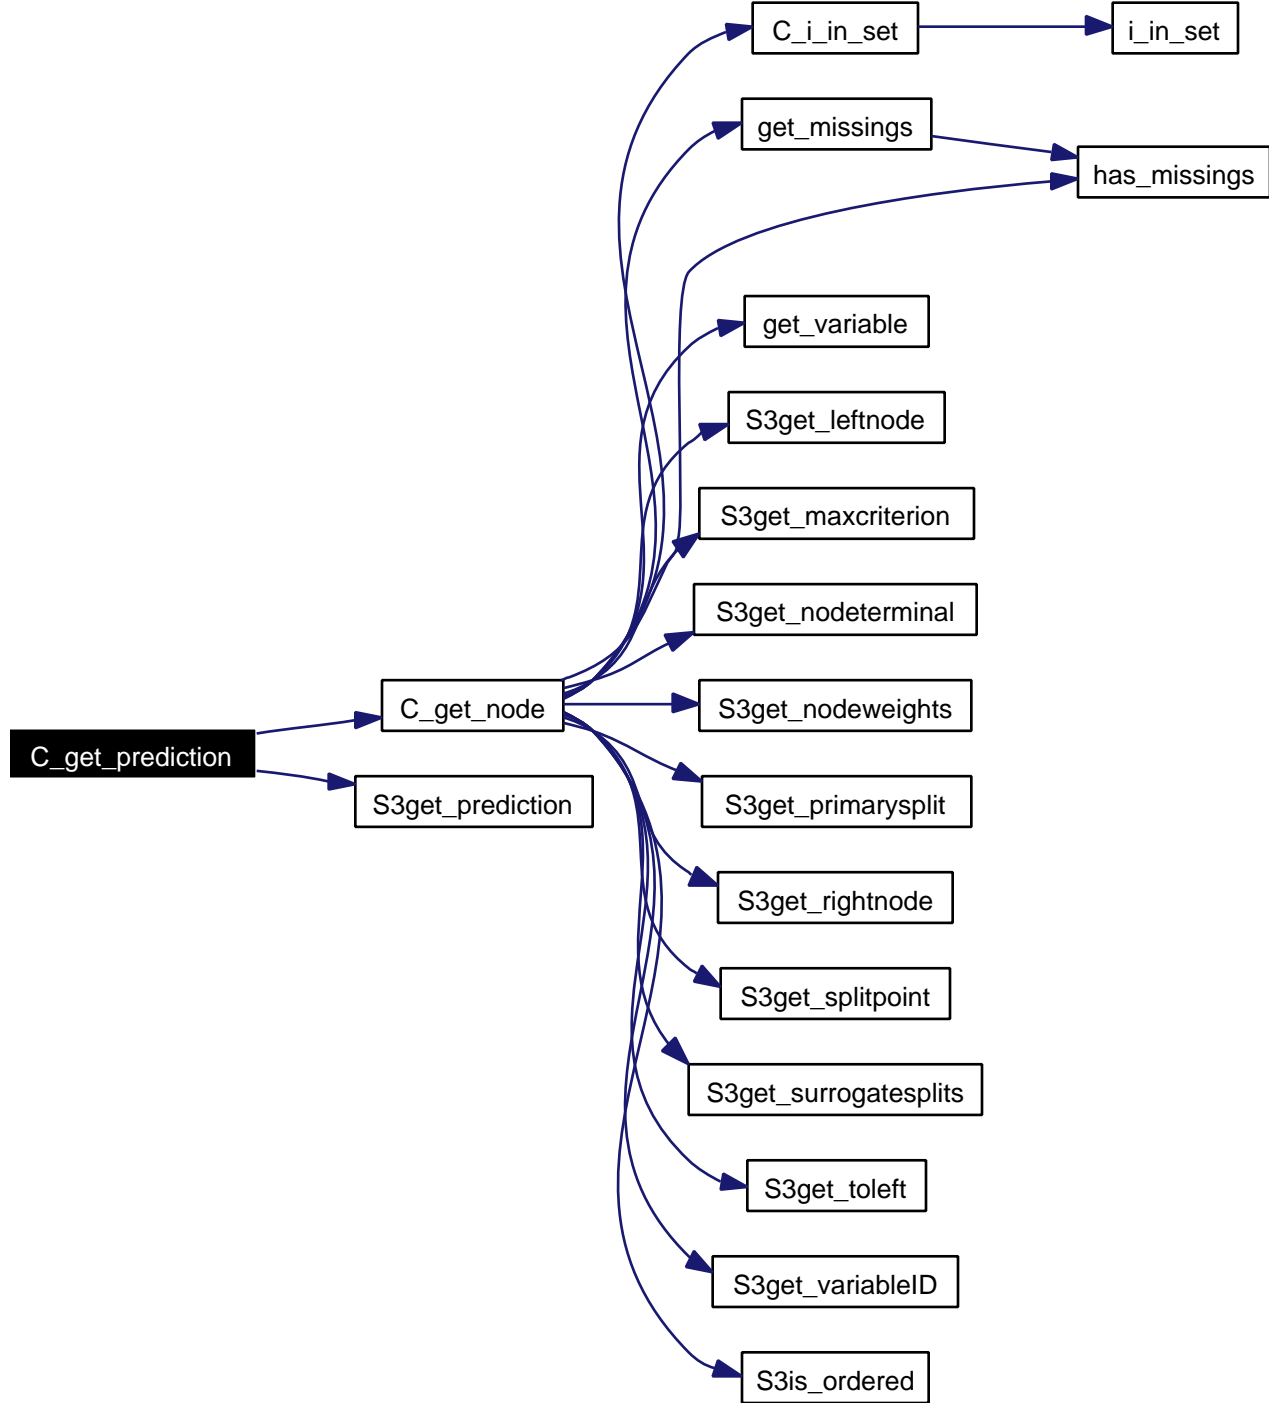 C_i_in_set
i_in_set
get_missings
has_missings
get_variable
S3get_leftnode
S3get_maxcriterion
S3get_nodeterminal
C_get_node
S3get_nodeweights
C_get_prediction
S3get_prediction
S3get_primarysplit
S3get_rightnode
S3get_splitpoint
S3get_surrogatesplits
S3get_toleft
S3get_variableID
S3is_ordered